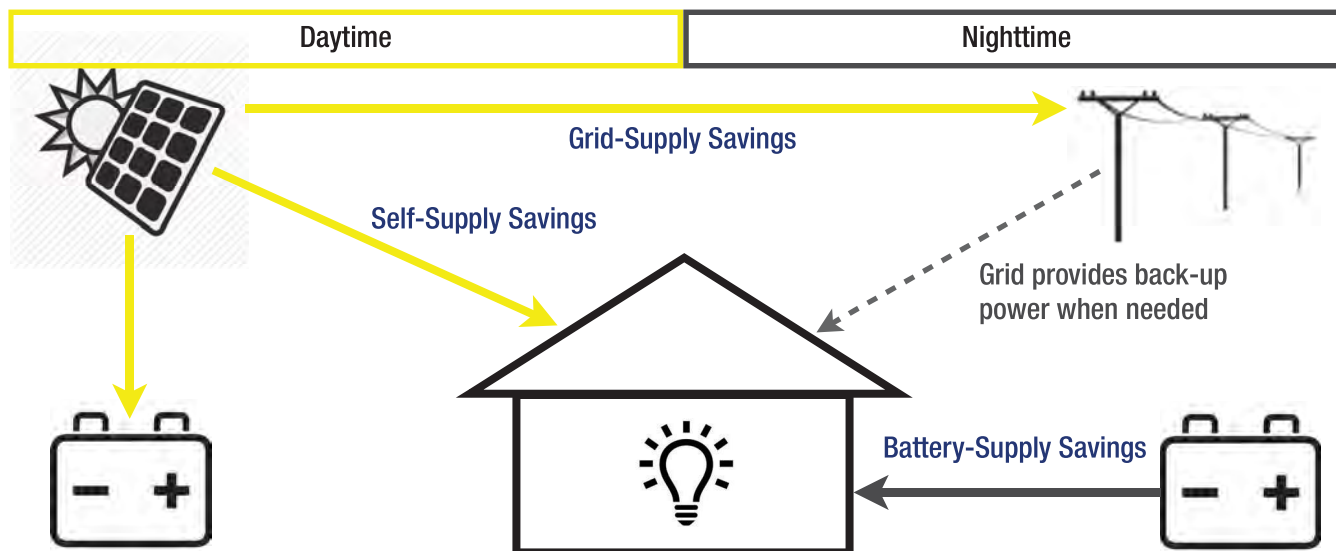 Daytime
Nighttime
Grid-Supply Savings
Self-Supply Savings
Grid provides back-up
power when needed
Battery-Supply Savings